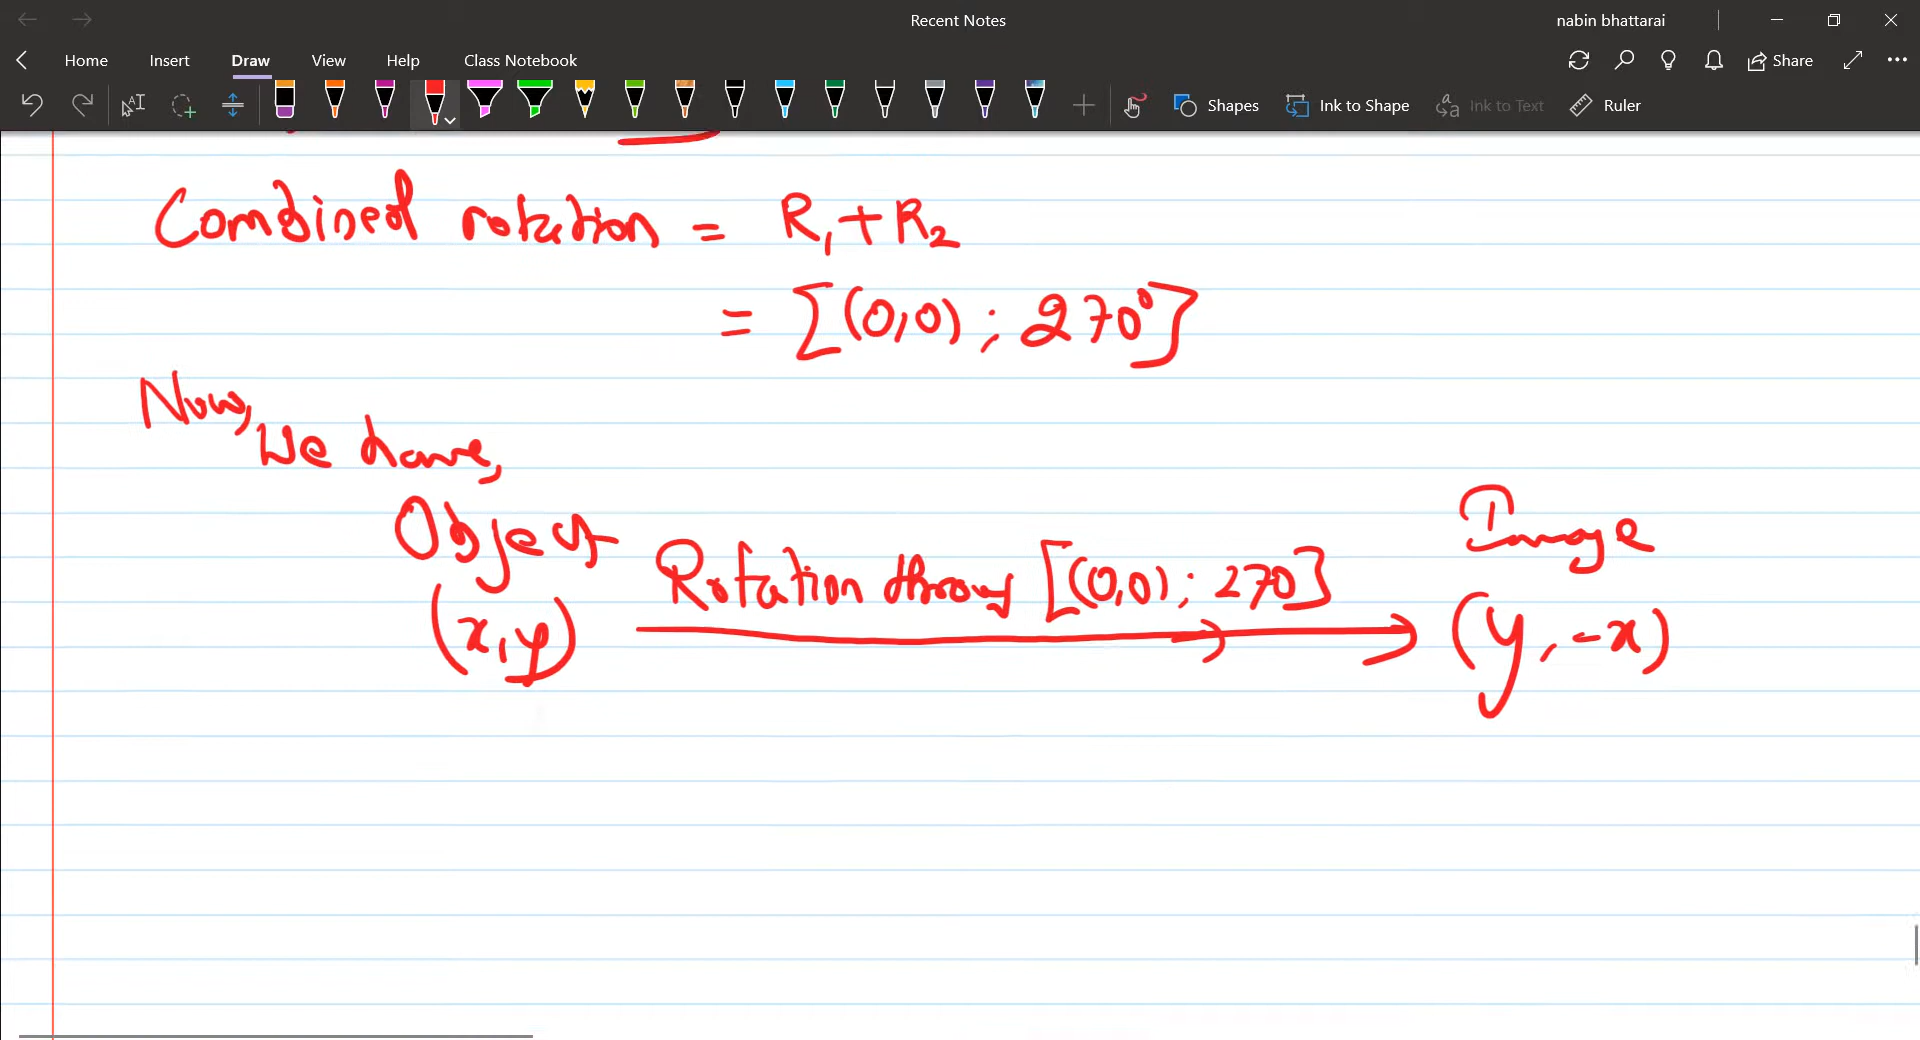 Recent Notes
nabin bhattarai
Home Insert Draw View Help Class Notebook
Share
Shapes Ink to Shape Ink to Text Ruler
Combined rotation = R₁+R₂
= [(0,0) ; 270°]
Now,
We have,
Object Image
Rotation throug [(0,0) ; 270]
(x,y) (y, -x)